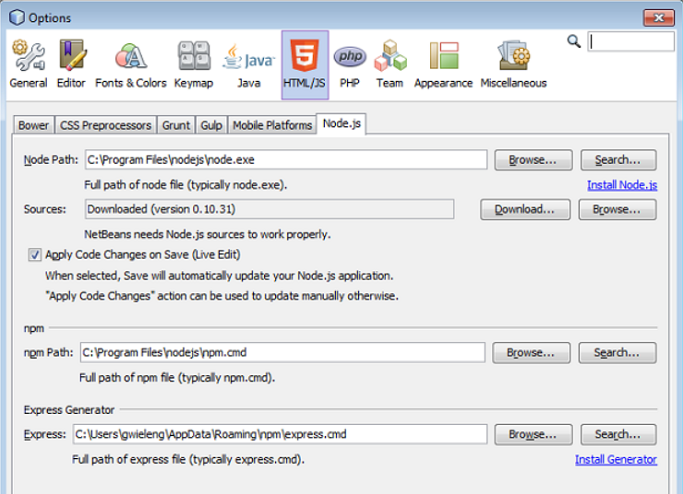 Options
General Editor Fonts & Colors Keymap Java HTML/JS PHP Team Appearance Miscellaneous
Bower CSS Preprocessors Grunt Gulp Mobile Platforms Node.js
Node Path: C:\Program Files\nodejs\node.exe Browse... Search...
Full path of node file (typically node.exe). Install Node.js
Sources: Downloaded (version 0.10.31) Download... Browse...
NetBeans needs Node.js sources to work properly.
Apply Code Changes on Save (Live Edit)
When selected, Save will automatically update your Node.js application.
"Apply Code Changes" action can be used to update manually otherwise.
npm
npm Path: C:\Program Files\nodejs\npm.cmd Browse... Search...
Full path of npm file (typically npm.cmd).
Express Generator
Express: C:\Users\gwieleng\AppData\Roaming\npm\express.cmd Browse... Search...
Full path of express file (typically express.cmd). Install Generator